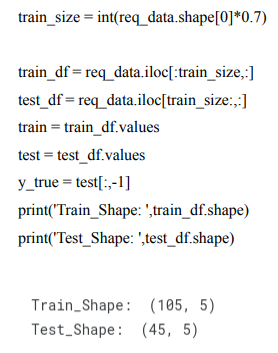 train_size = int(req_data.shape[0]*0.7)
train_df = req_data.iloc[:train_size,:]
test_df = req_data.iloc[train_size:,:]
train = train_df.values
test = test_df.values
y_true = test[:,-1]
print('Train_Shape: ',train_df.shape)
print('Test_Shape: ',test_df.shape)
Train_Shape:  (105, 5)
Test_Shape:  (45, 5)